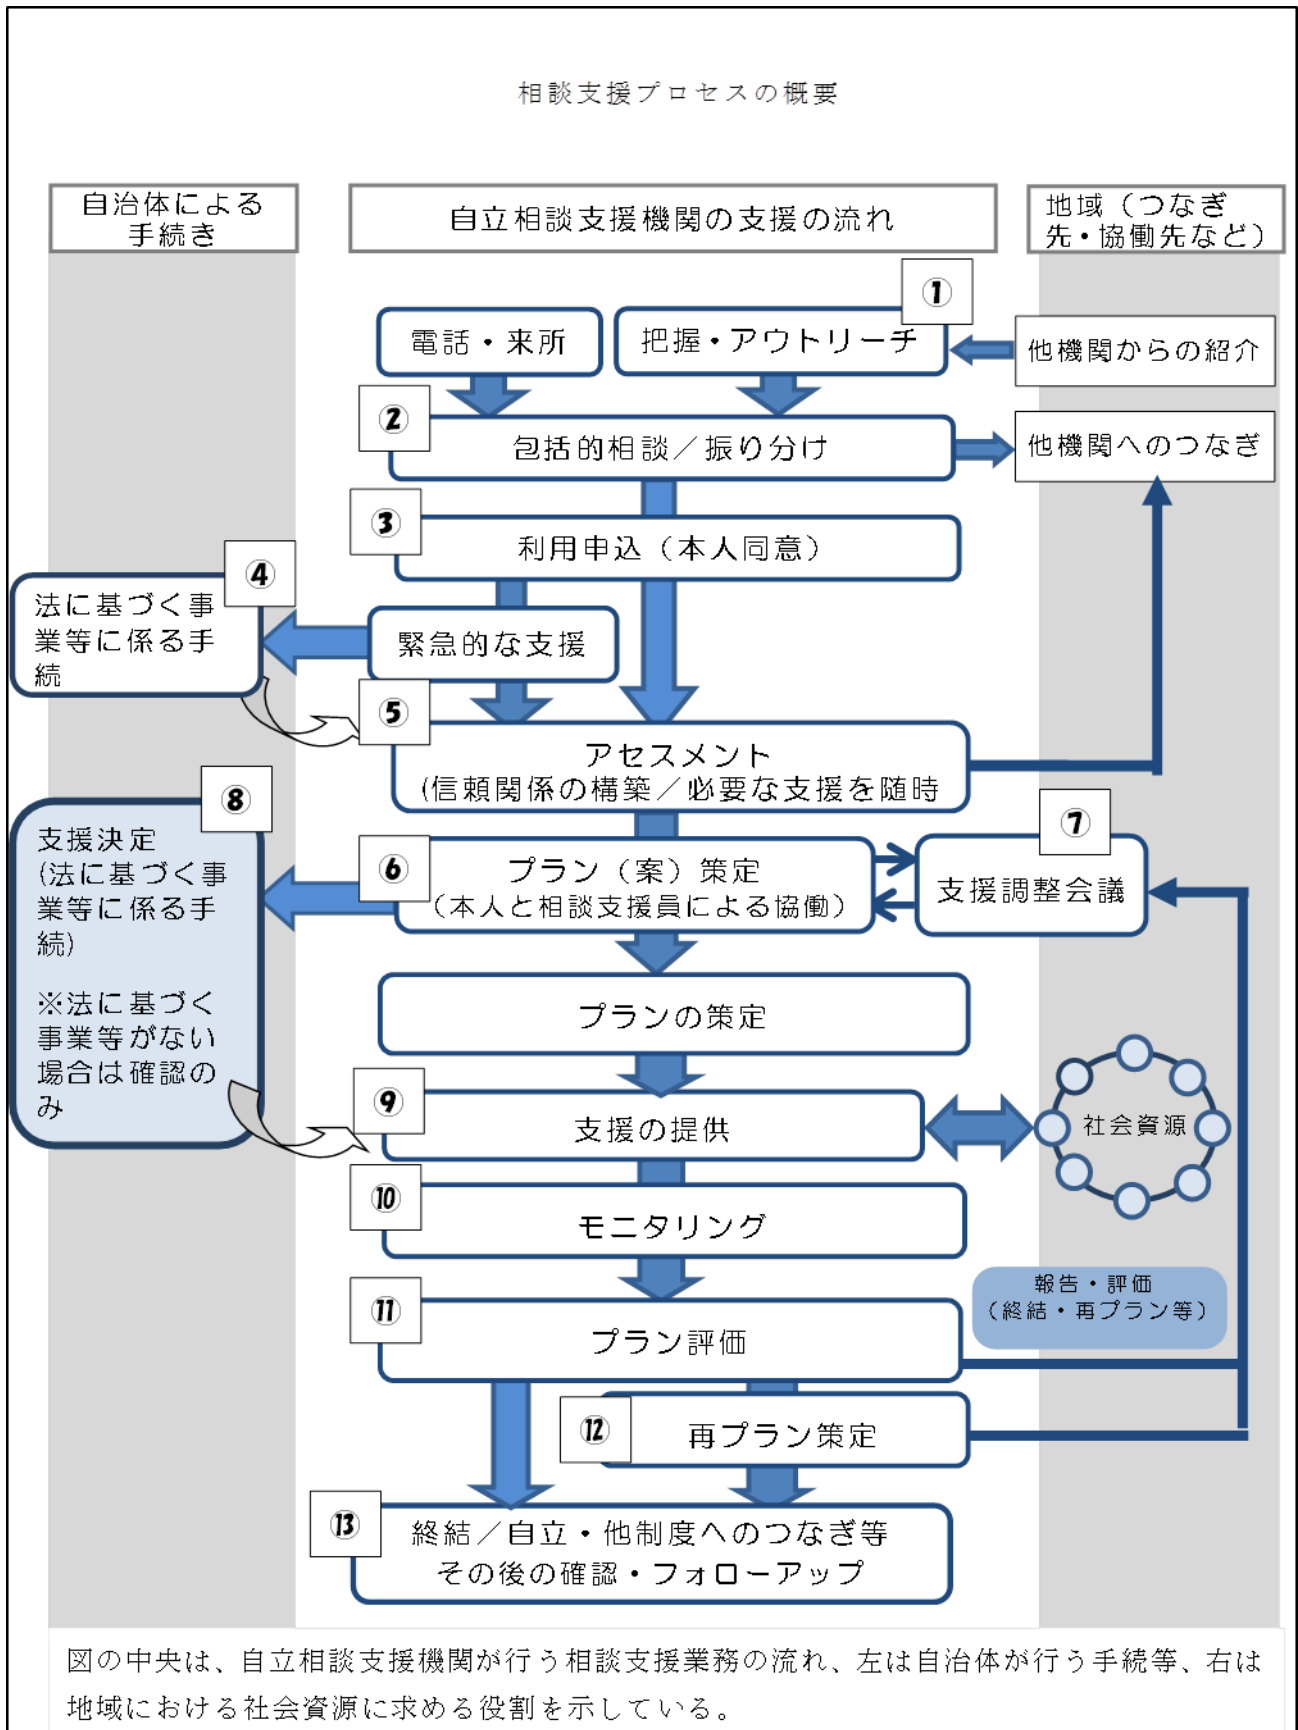 相談支援プロセスの概要
自治体による
手続き
自立相談支援機関の支援の流れ
地域（つなぎ
先・協働先など）
①
電話・来所
把握・アウトリーチ
他機関からの紹介
②
包括的相談／振り分け
他機関へのつなぎ
③
利用申込（本人同意）
④
法に基づく事
業等に係る手
続
緊急的な支援
⑤
アセスメント
(信頼関係の構築／必要な支援を随時
⑥
プラン（案）策定
（本人と相談支援員による協働）
⑦
支援調整会議
⑧
支援決定
(法に基づく事
業等に係る手
続)
※法に基づく
事業等がない
場合は確認の
み
プランの策定
⑨
支援の提供
社会資源
⑩
モニタリング
⑪
プラン評価
報告・評価
（終結・再プラン等）
⑫
再プラン策定
⑬
終結／自立・他制度へのつなぎ等
その後の確認・フォローアップ
図の中央は、自立相談支援機関が行う相談支援業務の流れ、左は自治体が行う手続等、右は
地域における社会資源に求める役割を示している。